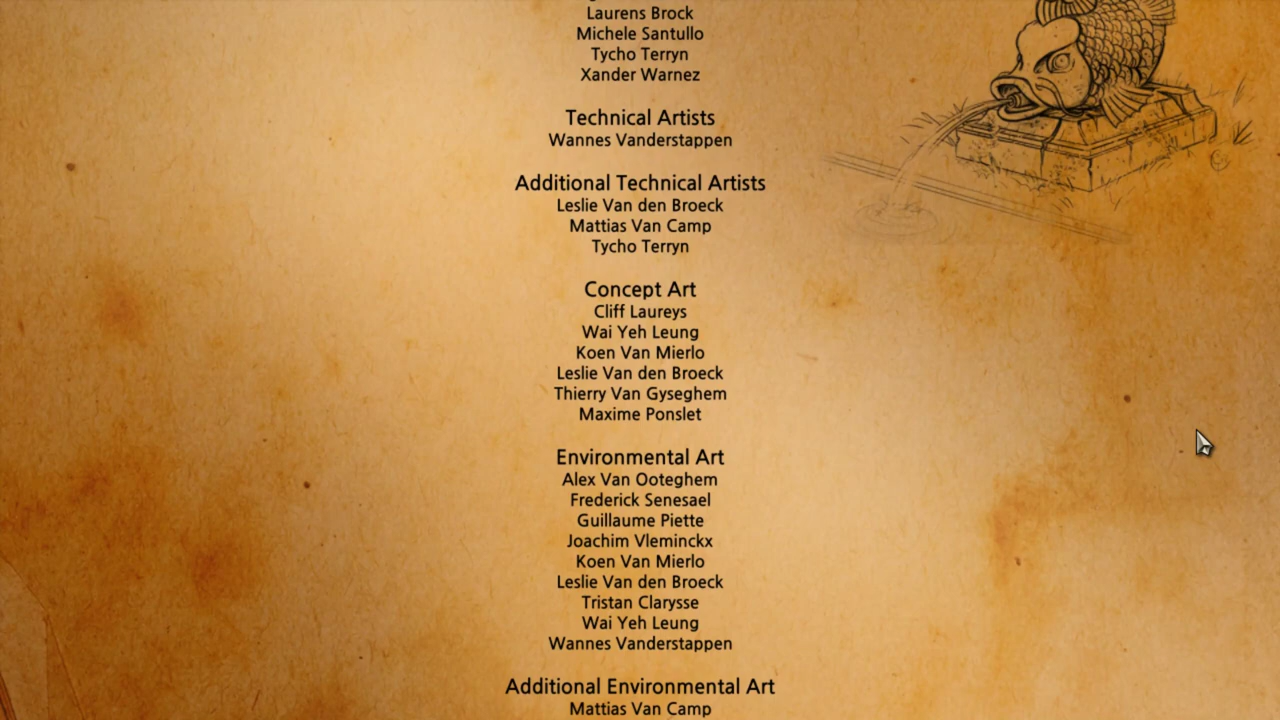 Laurens Brock
Michele Santullo
Tycho Terryn
Xander Warnez
Technical Artists
Wannes Vanderstappen
Additional Technical Artists
Leslie Van den Broeck
Mattias Van Camp
Tycho Terryn
Concept Art
Cliff Laureys
Wai Yeh Leung
Koen Van Mierlo
Leslie Van den Broeck
Thierry Van Gyseghem
Maxime Ponslet
Environmental Art
Alex Van Ooteghem
Frederick Senesael
Guillaume Piette
Joachim Vleminckx
Koen Van Mierlo
Leslie Van den Broeck
Tristan Clarysse
Wai Yeh Leung
Wannes Vanderstappen
Additional Environmental Art
Mattias Van Camp